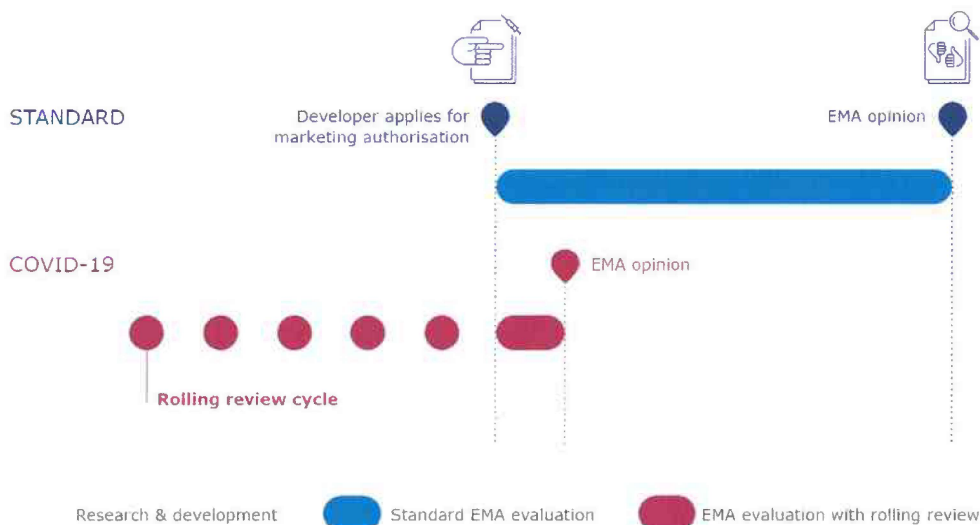 STANDARD
Developer applies for
marketing authorisation
EMA opinion
COVID-19
EMA opinion
Rolling review cycle
Research & development
Standard EMA evaluation
EMA evaluation with rolling review